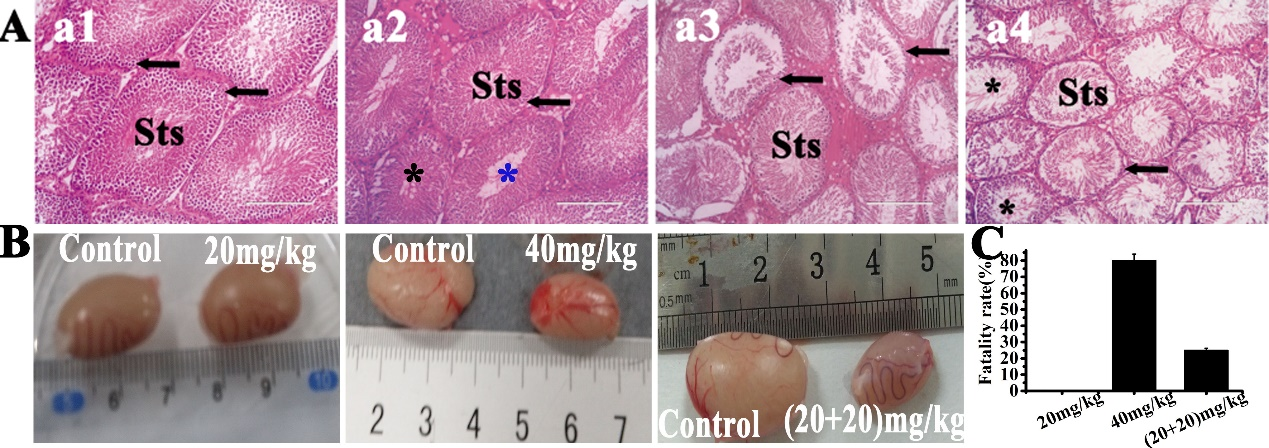 A
a1
a2
a3
a4
Sts
Sts
Sts
Sts
*
*
*
*
B
Control
20mg/kg
Control
40mg/kg
Control
(20+20)mg/kg
6
7
8
9
10
2
3
4
5
6
7
mm
cm
1
2
3
4
5
0.5mm
mm
C
Fatality rate(%)
80
70
60
50
40
30
20
10
0
20mg/kg
40mg/kg
(20+20)mg/kg